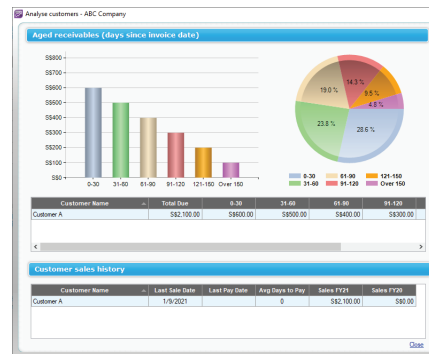 Analyse customers - ABC Company
Aged receivables (days since invoice date)
S$800
S$700
S$600
S$500
S$400
S$300
S$200
S$100
S$0
0-30 31-60 61-90 91-120 121-150 Over 150
19.0 % 14.3 % 9.5 % 4.8 % 23.8 % 28.6 %
0-30 61-90 121-150
31-60 91-120 Over 150
Customer Name Total Due 0-30 31-60 61-90 91-120
Customer A S$2,100.00 S$600.00 S$500.00 S$400.00 S$300.00
Customer sales history
Customer Name Last Sale Date Last Pay Date Avg Days to Pay Sales FY21 Sales FY20
Customer A 1/9/2021 0 S$2,100.00 S$0.00
Close